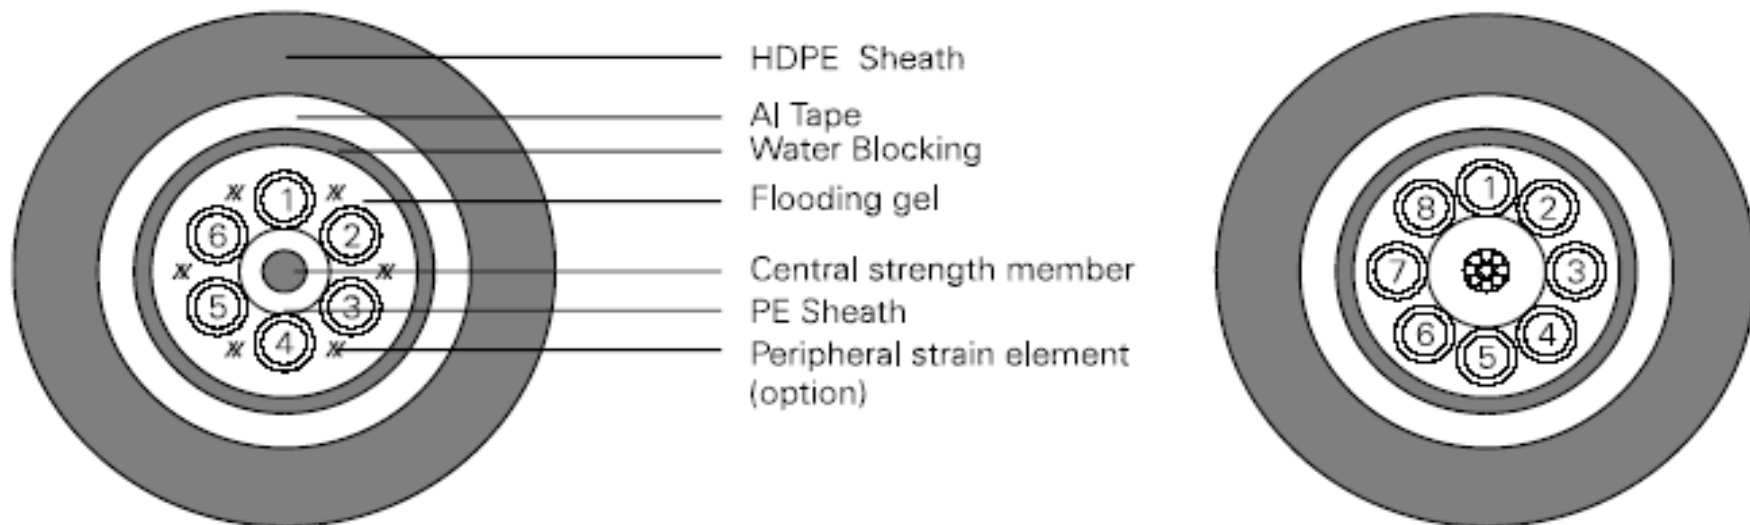 HDPE Sheath
Al Tape
Water Blocking
Flooding gel
Central strength member
PE Sheath
Peripheral strain element
(option)
1
2
3
4
5
6
1
2
3
4
5
6
7
8